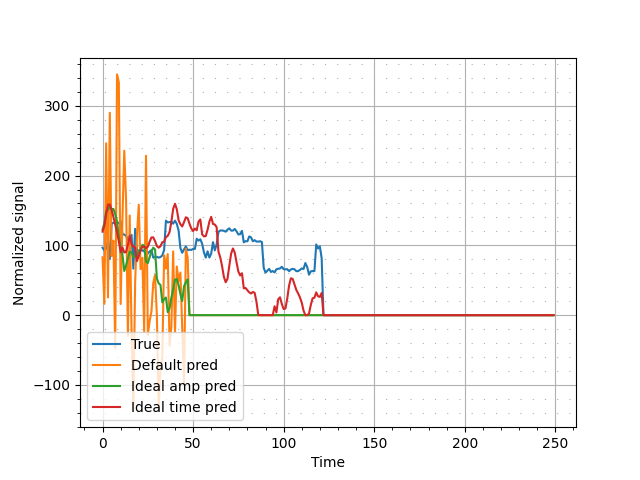 300
200
100
0
−100
Normalized signal
True
Default pred
Ideal amp pred
Ideal time pred
0 50 100 150 200 250
Time